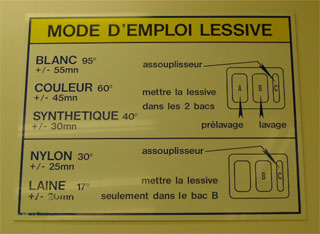 MODE D'EMPLOI LESSIVE
BLANC 95°
+/- 55mn
COULEUR 60°
+/- 45mn
SYNTHETIQUE 40°
+/- 30mn
assouplisseur
mettre la lessive
dans les 2 bacs
A B C
prélavage lavage
NYLON 30°
+/- 25mn
LAINE 17°
+/- 20mn
assouplisseur
mettre la lessive
seulement dans le bac B
B C